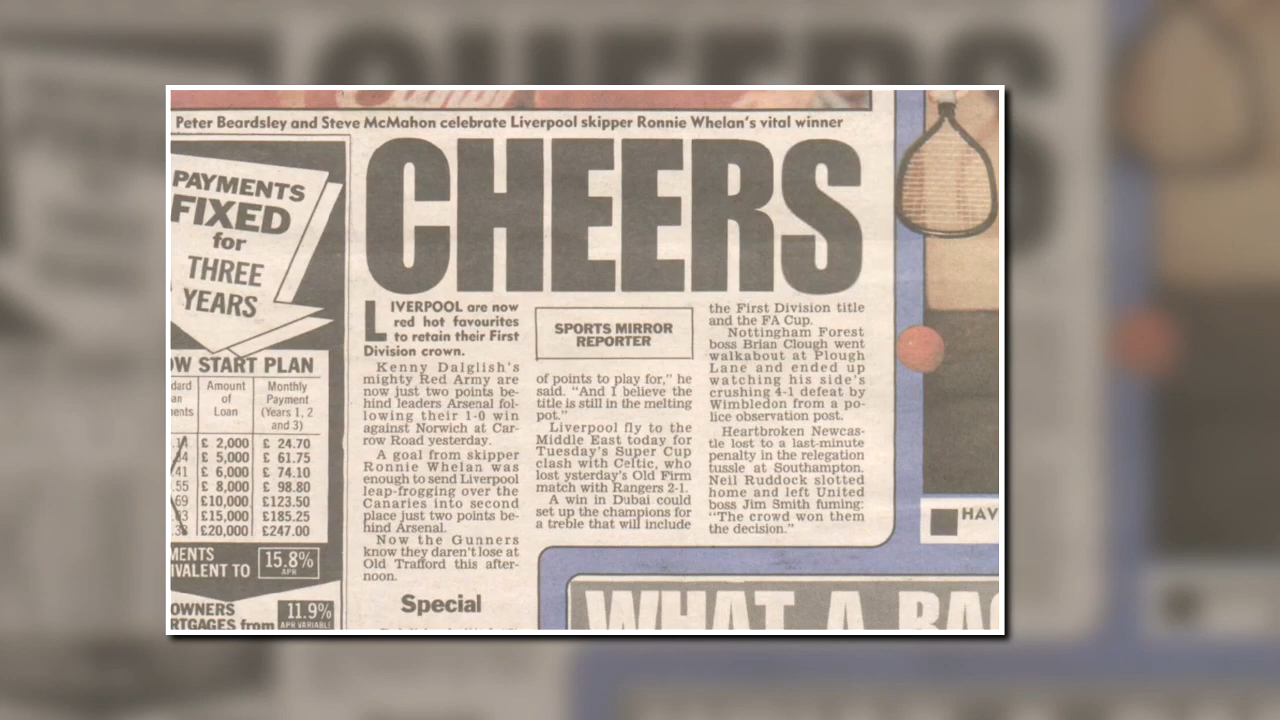 Peter Beardsley and Steve McMahon celebrate Liverpool skipper Ronnie Whelan's vital winner
PAYMENTS
FIXED
for
THREE
YEARS
OW START PLAN
Amount
of
Loan
Monthly
Payment
(Years 1, 2
and 3)
£ 2,000 £ 24.70
£ 5,000 £ 61.75
41 £ 6,000 £ 74.10
.55 £ 8,000 £ 98.80
.69 £10,000 £123.50
£15,000 £185.25
£20,000 £247.00
MENTS
IVALENT TO
15.8%
APR
OWNERS
RTGAGES from
11.9%
APR VARIABLE
CHEERS
LIVERPOOL are now
red hot favourites
to retain their First
Division crown.
Kenny Dalglish's
mighty Red Army are
now just two points be-
hind leaders Arsenal fol-
lowing their 1-0 win
against Norwich at Car-
row Road yesterday.
A goal from skipper
Ronnie Whelan was
enough to send Liverpool
leap-frogging over the
Canaries into second
place just two points be-
hind Arsenal.
Now the Gunners
know they daren't lose at
Old Trafford this after-
noon.
Special
SPORTS MIRROR
REPORTER
of points to play for," he
said. "And I believe the
title is still in the melting
pot."
Liverpool fly to the
Middle East today for
Tuesday's Super Cup
clash with Celtic, who
lost ysterday's Old Firm
match with Rangers 2-1.
A win in Dubai could
set up the champions for
a treble that will include
the First Division title
and the FA Cup.
Nottingham Forest
boss Brian Clough went
walkabout at Plough
Lane and ended up
watching his side's
crushing 4-1 defeat by
Wimbledon from a po-
lice observation post.
Heartbroken Newcas-
tle lost to a last-minute
penalty in the relegation
tussle at Southampton.
Neil Ruddock slotted
home and left United
boss Jim Smith fuming:
"The crowd won them
the decision."
HAV
WHAT A